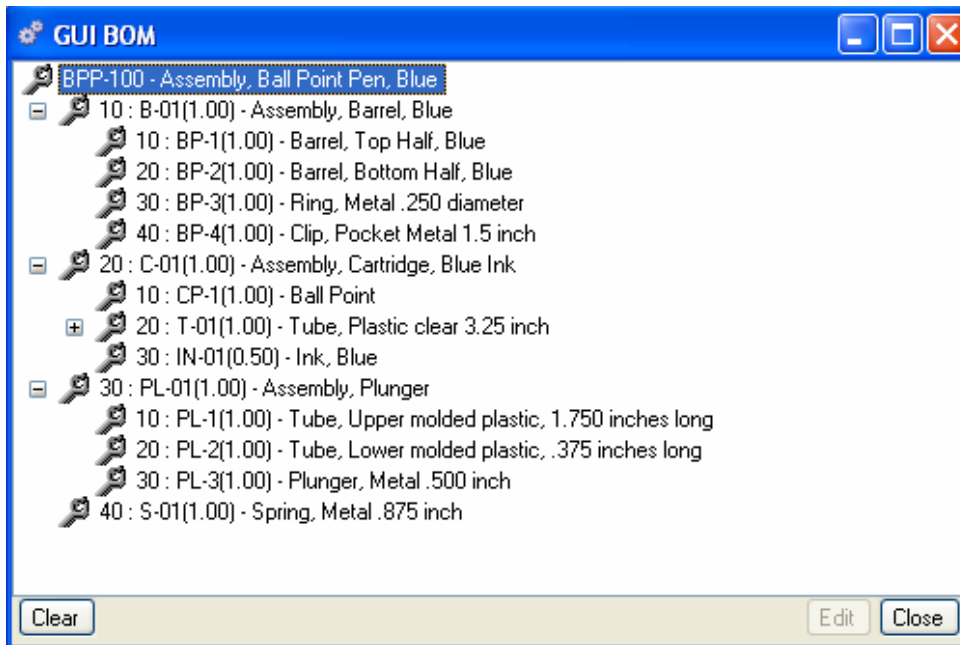 GUI BOM
BPP-100 - Assembly, Ball Point Pen, Blue
10 : B-01(1.00) - Assembly, Barrel, Blue
10 : BP-1(1.00) - Barrel, Top Half, Blue
20 : BP-2(1.00) - Barrel, Bottom Half, Blue
30 : BP-3(1.00) - Ring, Metal .250 diameter
40 : BP-4(1.00) - Clip, Pocket Metal 1.5 inch
20 : C-01(1.00) - Assembly, Cartridge, Blue Ink
10 : CP-1(1.00) - Ball Point
20 : T-01(1.00) - Tube, Plastic clear 3.25 inch
30 : IN-01(0.50) - Ink, Blue
30 : PL-01(1.00) - Assembly, Plunger
10 : PL-1(1.00) - Tube, Upper molded plastic, 1.750 inches long
20 : PL-2(1.00) - Tube, Lower molded plastic, .375 inches long
30 : PL-3(1.00) - Plunger, Metal .500 inch
40 : S-01(1.00) - Spring, Metal .875 inch
Clear Edit Close